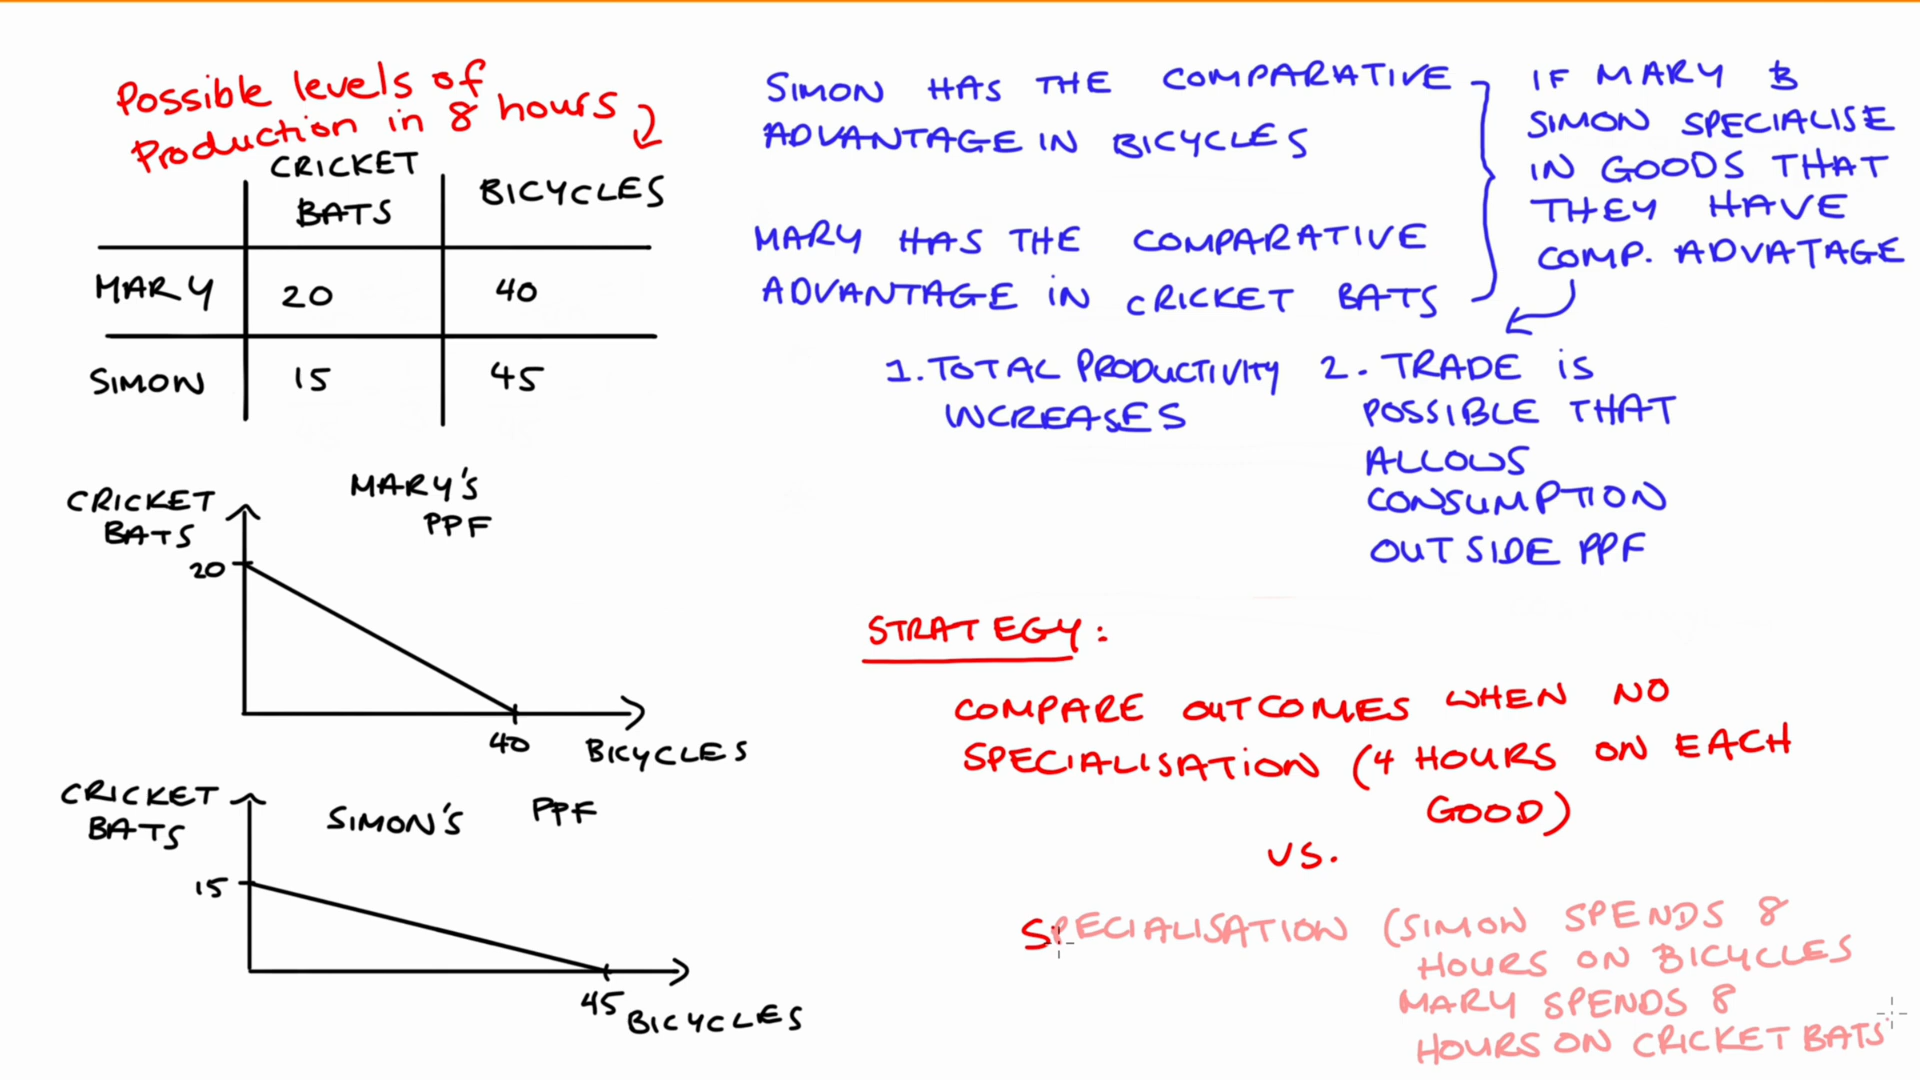 Possible levels of
Production in 8 hours
CRICKET
BATS
BICYCLES
MARY
20
40
SIMON
15
45
SIMON HAS THE COMPARATIVE
ADVANTAGE IN BICYCLES
MARY HAS THE COMPARATIVE
ADVANTAGE IN CRICKET BATS
IF MARY &
SIMON SPECIALISE
IN GOODS THAT
THEY HAVE
COMP. ADVATAGE
1. TOTAL PRODUCTIVITY
INCREASES
2. TRADE IS
POSSIBLE THAT
ALLOWS
CONSUMPTION
OUTSIDE PPF
CRICKET
BATS
MARY'S
PPF
20
40
BICYCLES
CRICKET
BATS
SIMON'S PPF
15
45
BICYCLES
STRATEGY:
COMPARE OUTCOMES WHEN NO
SPECIALISATION (4 HOURS ON EACH
GOOD)
VS.
SPECIALISATION (SIMON SPENDS 8
HOURS ON BICYCLES
MARY SPENDS 8
HOURS ON CRICKET BATS